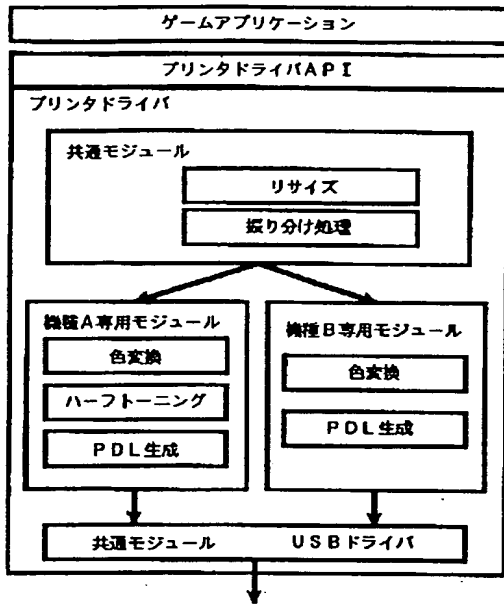 ゲームアプリケーション
プリンタドライバAPI
プリンタドライバ
共通モジュール
リサイズ
振り分け処理
機種A専用モジュール
色変換
ハーフトーニング
PDL生成
機種B専用モジュール
色変換
PDL生成
共通モジュール USBドライバ